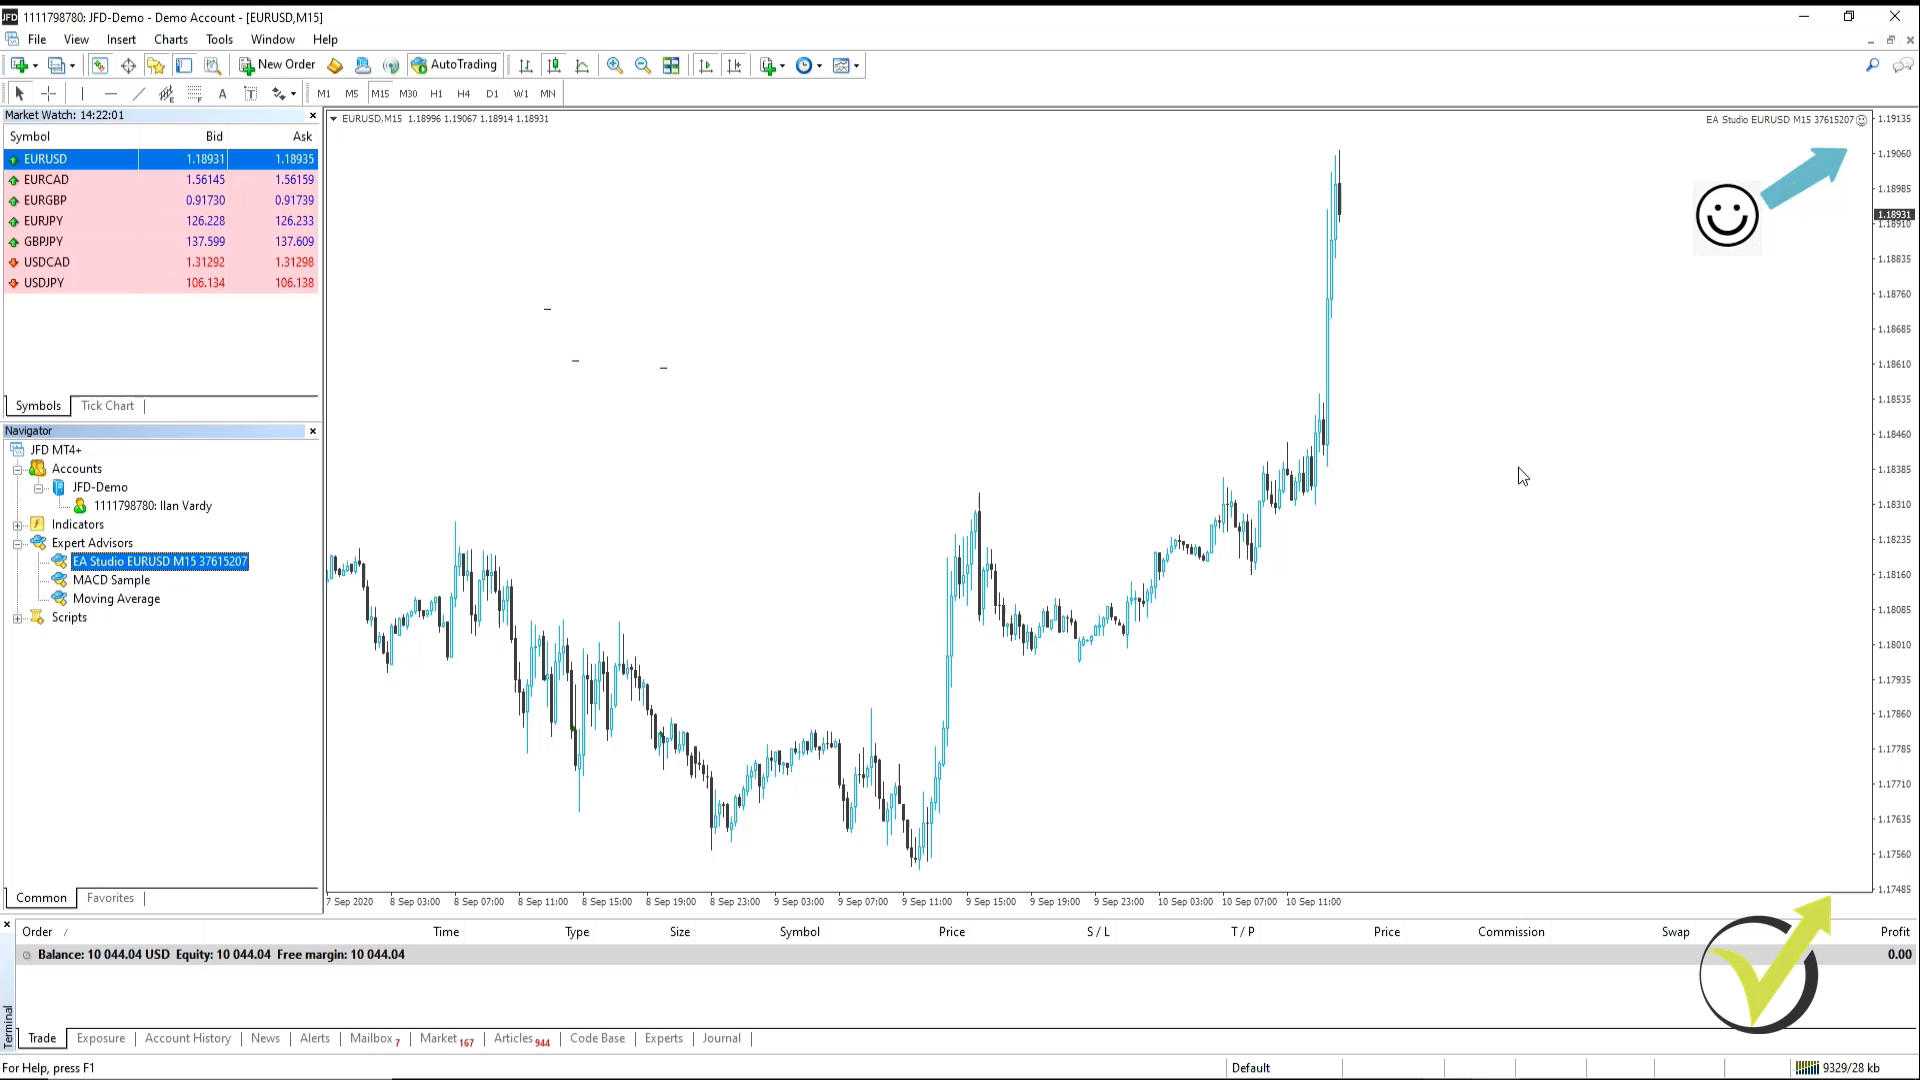 JFD 1111798780: JFD-Demo - Demo Account - [EURUSD,M15]
File View Insert Charts Tools Window Help
New Order AutoTrading
A T M1 M5 M15 M30 H1 H4 D1 W1 MN
Market Watch: 14:22:01
Symbol Bid Ask
EURUSD 1.18931 1.18935
EURCAD 1.56145 1.56159
EURGBP 0.91730 0.91739
EURJPY 126.228 126.233
GBPJPY 137.599 137.609
USDCAD 1.31292 1.31298
USDJPY 106.134 106.138
Symbols Tick Chart
Navigator
JFD MT4+
Accounts
JFD-Demo
1111798780: Ilan Vardy
Indicators
Expert Advisors
EA Studio EURUSD M15 37615207
MACD Sample
Moving Average
Scripts
Common Favorites
EURUSD,M15 1.18996 1.19067 1.18914 1.18931
EA Studio EURUSD M15 37615207
1.19135
1.19060
1.18985
1.18931
1.18910
1.18835
1.18760
1.18685
1.18610
1.18535
1.18460
1.18385
1.18310
1.18235
1.18160
1.18085
1.18010
1.17935
1.17860
1.17785
1.17710
1.17635
1.17560
1.17485
7 Sep 2020 8 Sep 03:00 8 Sep 07:00 8 Sep 11:00 8 Sep 15:00 8 Sep 19:00 8 Sep 23:00 9 Sep 03:00 9 Sep 07:00 9 Sep 11:00 9 Sep 15:00 9 Sep 19:00 9 Sep 23:00 10 Sep 03:00 10 Sep 07:00 10 Sep 11:00
Order / Time Type Size Symbol Price S / L T / P Price Commission Swap Profit
Balance: 10 044.04 USD Equity: 10 044.04 Free margin: 10 044.04 0.00
Terminal
Trade Exposure Account History News Alerts Mailbox 7 Market 167 Articles 944 Code Base Experts Journal
For Help, press F1 Default 9329/28 kb